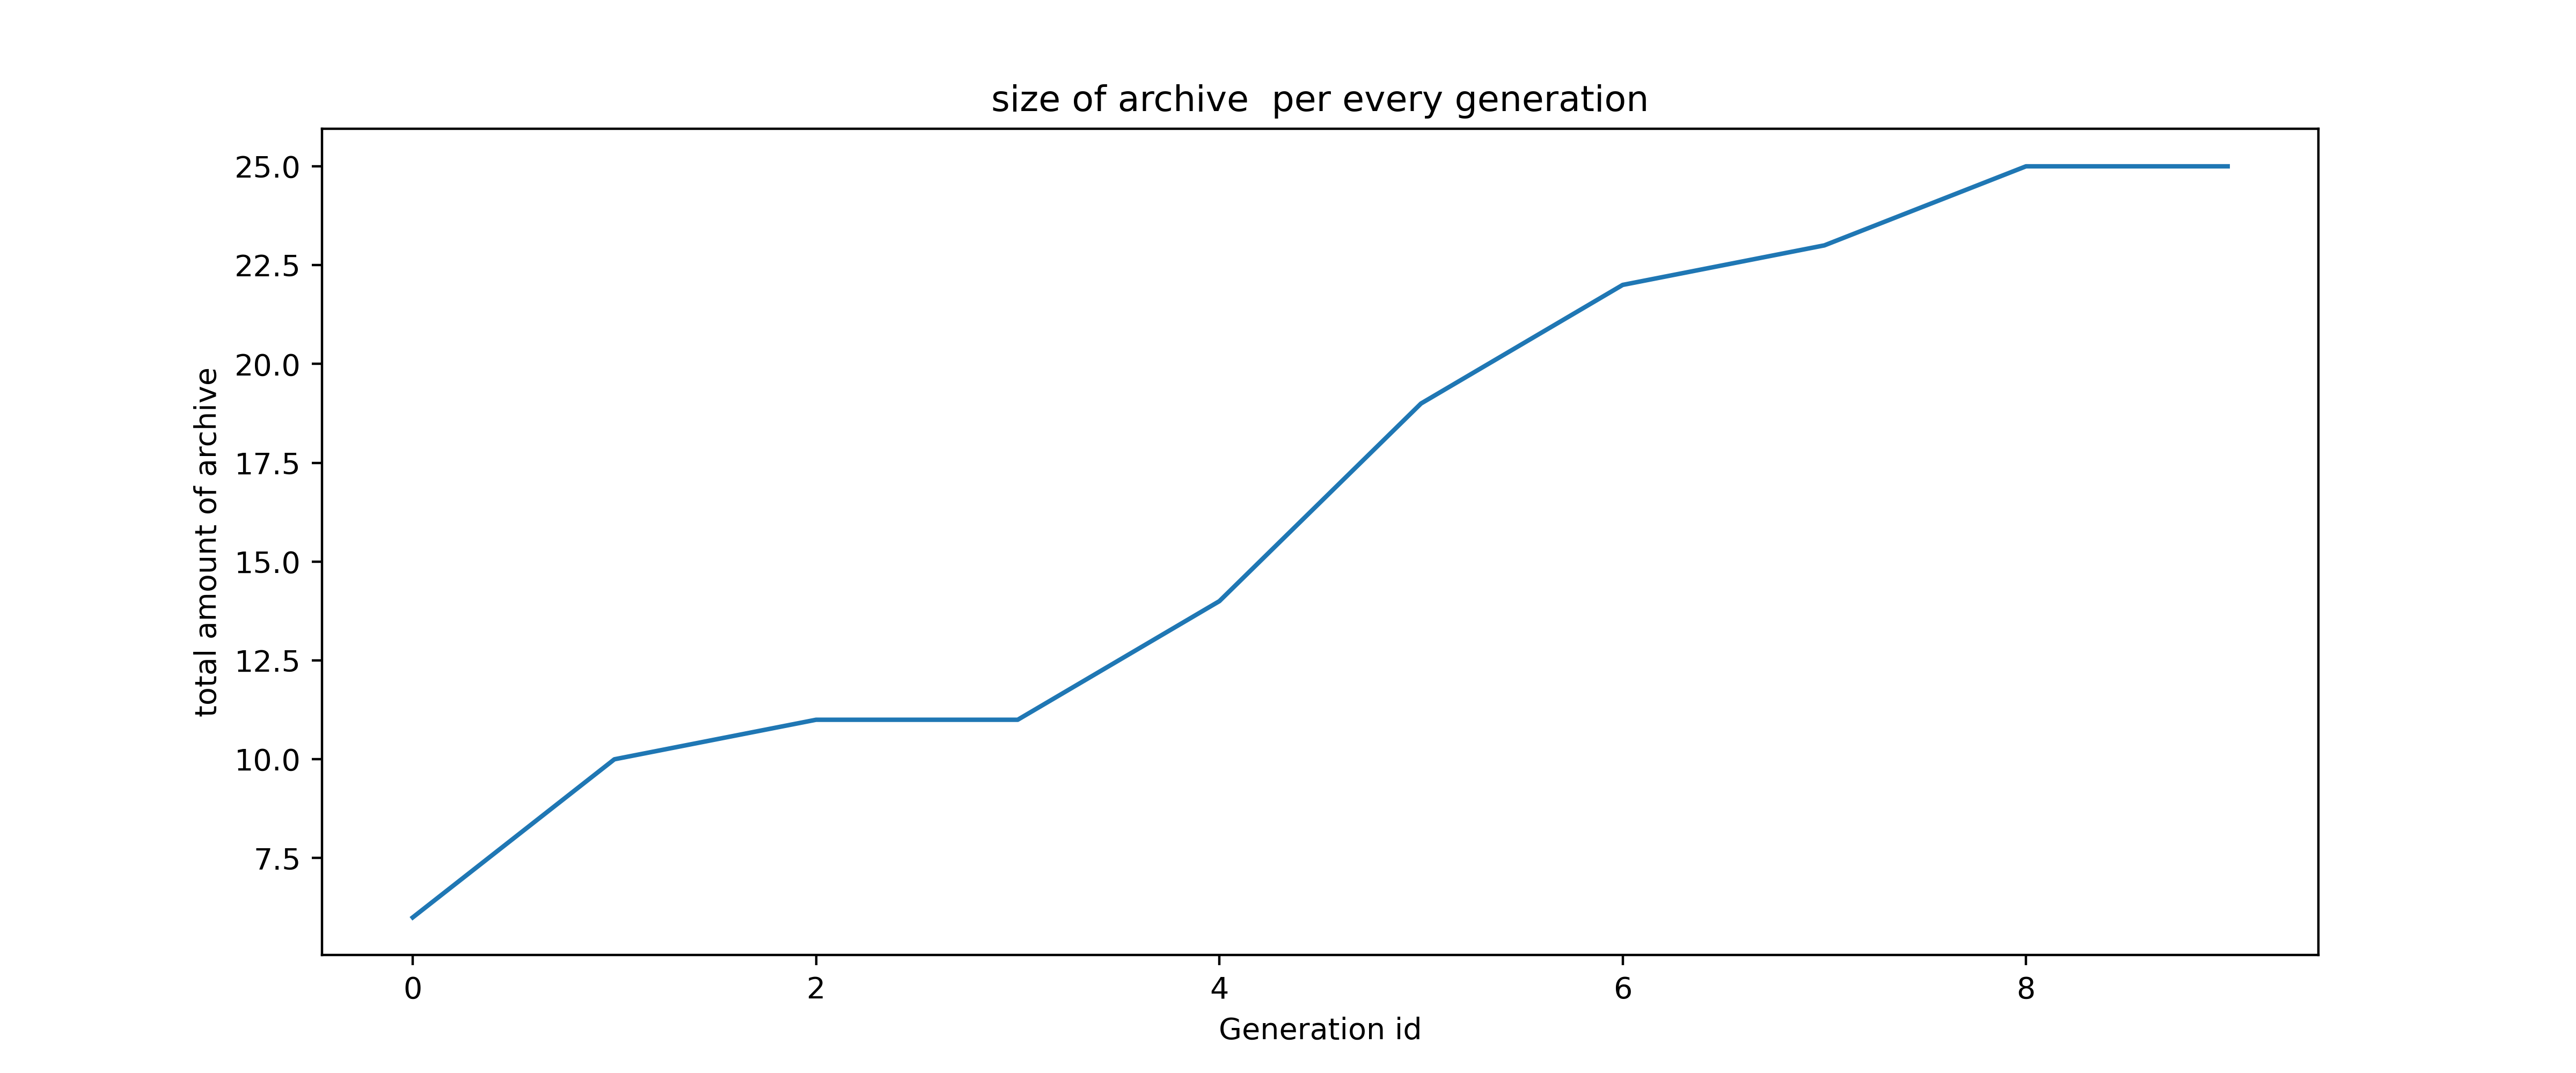 size of archive  per every generation
total amount of archive
25.0
22.5
20.0
17.5
15.0
12.5
10.0
7.5
0 2 4 6 8
Generation id